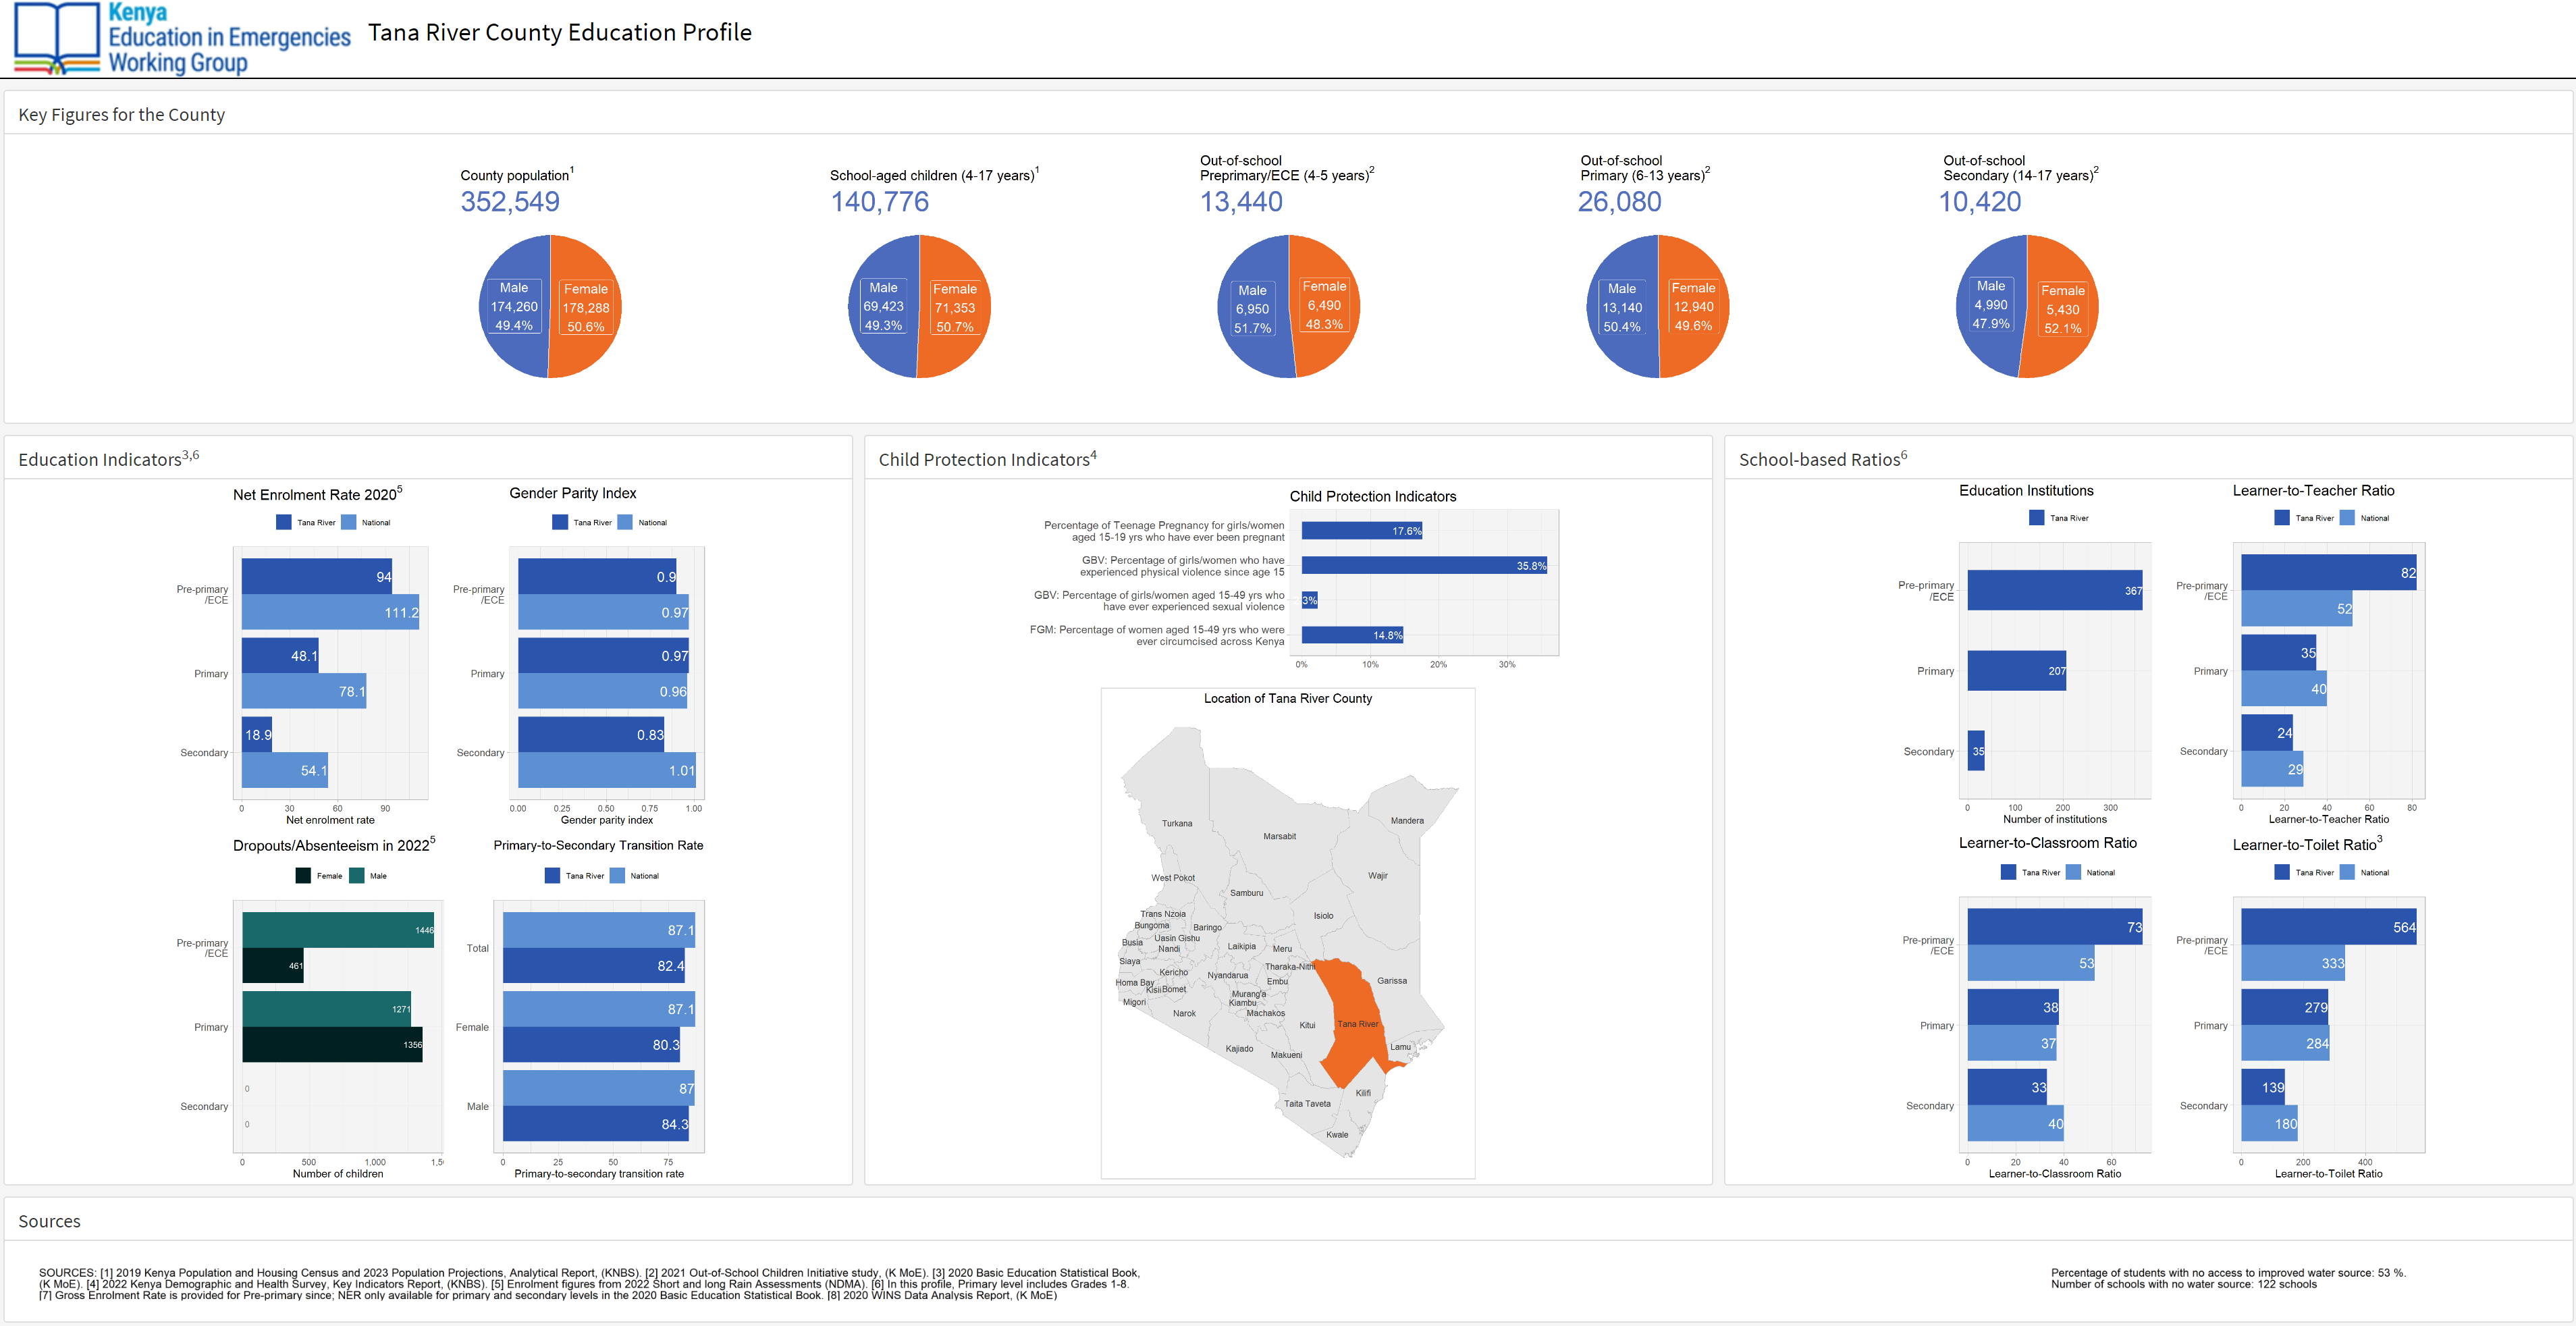 Kenya
Education in Emergencies
Working Group
Tana River County Education Profile
Key Figures for the County
County population1
352,549
Male
174,260
49.4%
Female
178,288
50.6%
School-aged children (4-17 years)1
140,776
Male
69,423
49.3%
Female
71,353
50.7%
Out-of-school
Preprimary/ECE (4-5 years)2
13,440
Male
6,950
51.7%
Female
6,490
48.3%
Out-of-school
Primary (6-13 years)2
26,080
Male
13,140
50.4%
Female
12,940
49.6%
Out-of-school
Secondary (14-17 years)2
10,420
Male
4,990
47.9%
Female
5,430
52.1%
Education Indicators3,6
Net Enrolment Rate 20205
Tana River National
Pre-primary
/ECE
94
111.2
Primary
48.1
78.1
Secondary
18.9
54.1
0 30 60 90
Net enrolment rate
Gender Parity Index
Tana River National
Pre-primary
/ECE
0.9
0.97
Primary
0.97
0.96
Secondary
0.83
1.01
0.00 0.25 0.50 0.75 1.00
Gender parity index
Dropouts/Absenteeism in 20225
Female Male
Pre-primary
/ECE
1446
461
Primary
1271
1356
Secondary
0
0
0 500 1,000 1,5
Number of children
Primary-to-Secondary Transition Rate
Tana River National
Total
87.1
82.4
Female
87.1
80.3
Male
87
84.3
0 25 50 75
Primary-to-secondary transition rate
Child Protection Indicators4
Child Protection Indicators
Percentage of Teenage Pregnancy for girls/women
aged 15-19 yrs who have ever been pregnant
17.6%
GBV: Percentage of girls/women who have
experienced physical violence since age 15
35.8%
GBV: Percentage of girls/women aged 15-49 yrs who
have ever experienced sexual violence
3%
FGM: Percentage of women aged 15-49 yrs who were
ever circumcised across Kenya
14.8%
0% 10% 20% 30%
Location of Tana River County
Turkana
Marsabit
Mandera
West Pokot
Samburu
Wajir
Trans Nzoia
Isiolo
Bungoma
Baringo
Busia
Uasin Gishu
Nandi
Laikipia
Meru
Siaya
Tharaka-Nithi
Kericho
Nyandarua
Embu
Garissa
Homa Bay
Kisii
Bomet
Murang'a
Migori
Kiambu
Narok
Machakos
Kitui
Tana River
Kajiado
Makueni
Lamu
Kilifi
Taita Taveta
Kwale
School-based Ratios6
Education Institutions
Tana River
Pre-primary
/ECE
367
Primary
207
Secondary
35
0 100 200 300
Number of institutions
Learner-to-Teacher Ratio
Tana River National
Pre-primary
/ECE
82
52
Primary
35
40
Secondary
24
29
0 20 40 60 80
Learner-to-Teacher Ratio
Learner-to-Classroom Ratio
Tana River National
Pre-primary
/ECE
73
53
Primary
38
37
Secondary
33
40
0 20 40 60
Learner-to-Classroom Ratio
Learner-to-Toilet Ratio3
Tana River National
Pre-primary
/ECE
564
333
Primary
279
284
Secondary
139
180
0 200 400
Learner-to-Toilet Ratio
Sources
SOURCES: [1] 2019 Kenya Population and Housing Census and 2023 Population Projections, Analytical Report, (KNBS). [2] 2021 Out-of-School Children Initiative study, (K MoE). [3] 2020 Basic Education Statistical Book,
(K MoE). [4] 2022 Kenya Demographic and Health Survey, Key Indicators Report, (KNBS). [5] Enrolment figures from 2022 Short and long Rain Assessments (NDMA). [6] In this profile, Primary level includes Grades 1-8.
[7] Gross Enrolment Rate is provided for Pre-primary since; NER only available for primary and secondary levels in the 2020 Basic Education Statistical Book. [8] 2020 WINS Data Analysis Report, (K MoE)
Percentage of students with no access to improved water source: 53 %.
Number of schools with no water source: 122 schools